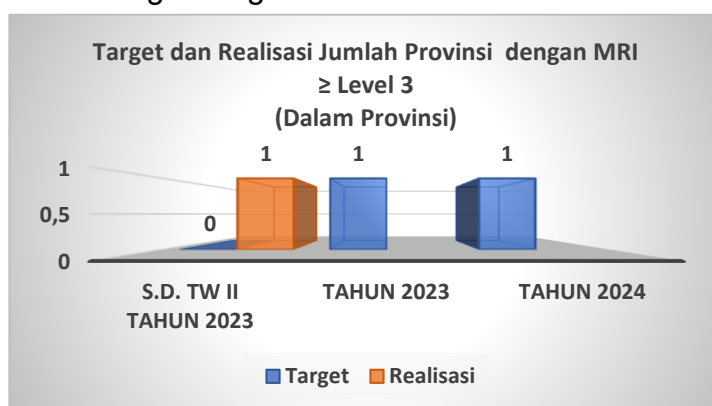 Target dan Realisasi Jumlah Provinsi dengan MRI
≥ Level 3
(Dalam Provinsi)
1 1 1
1
0
0,5
0
S.D. TW II TAHUN 2023 TAHUN 2024
TAHUN 2023
Target Realisasi